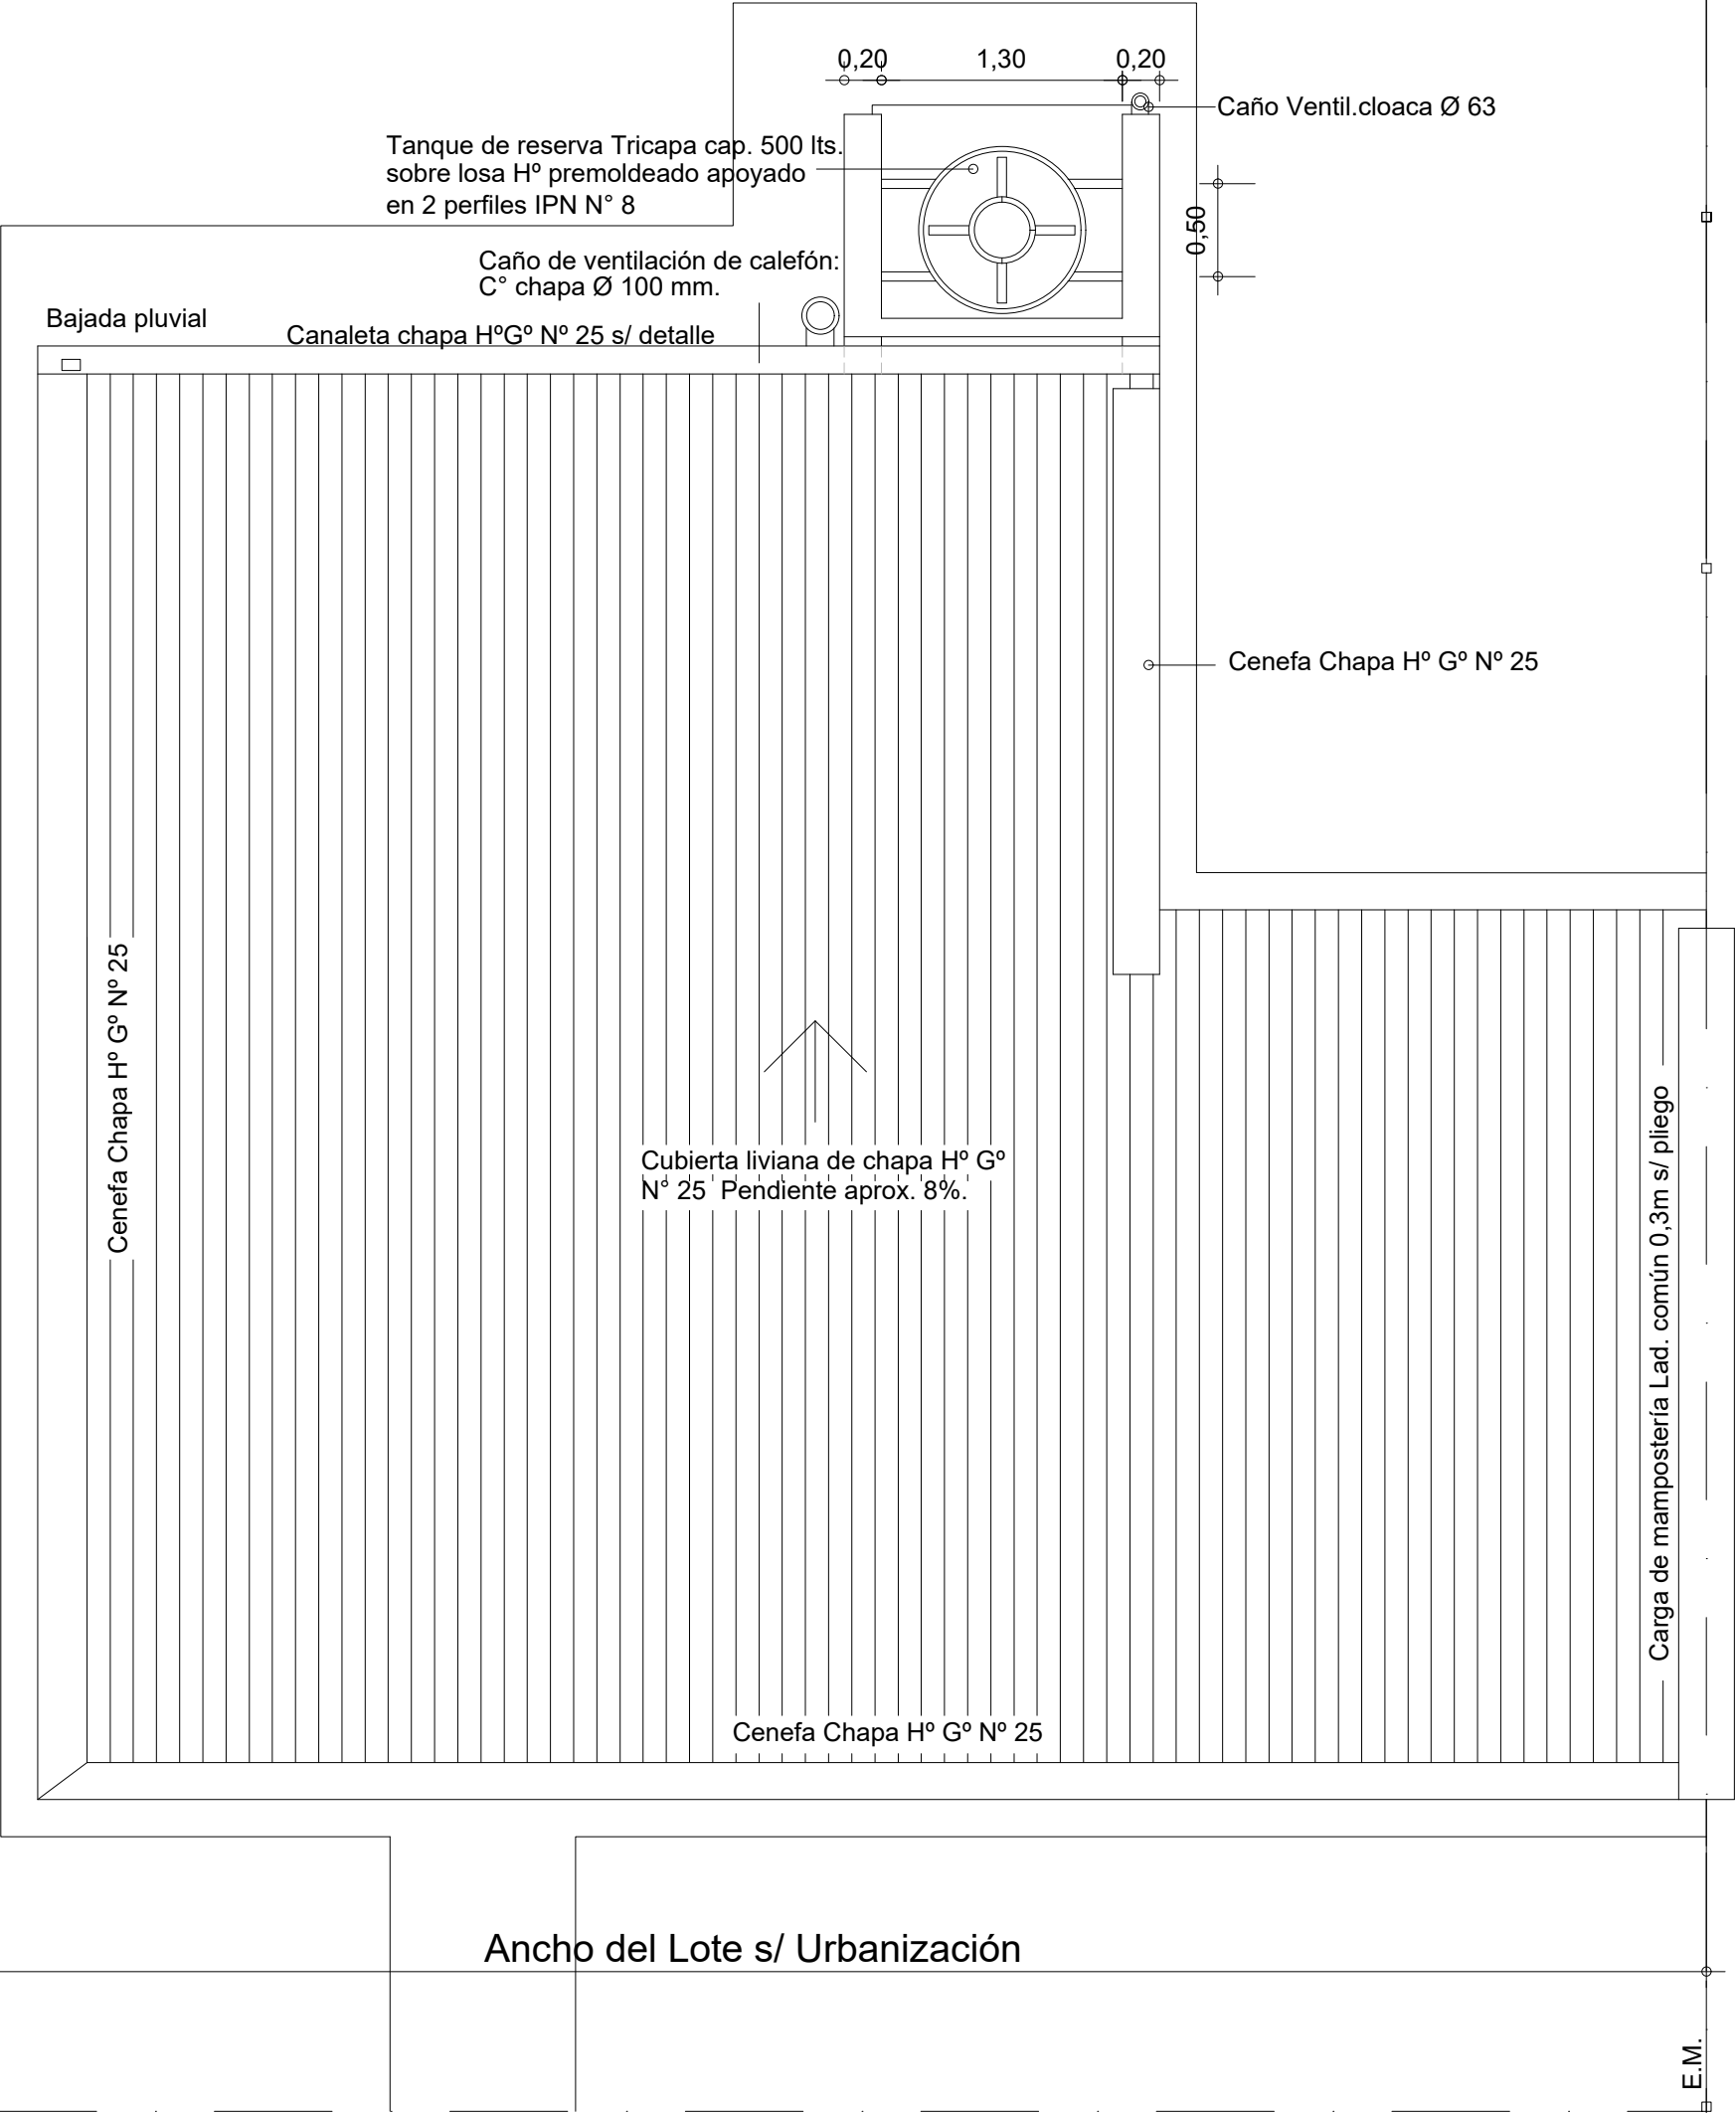 0,20
1,30
0,20
Caño Ventil.cloaca Ø 63
Tanque de reserva Tricapa cap. 500 lts.
sobre losa Hº premoldeado apoyado
en 2 perfiles IPN N° 8
0,50
Caño de ventilación de calefón:
C° chapa Ø 100 mm.
Bajada pluvial
Canaleta chapa HºGº Nº 25 s/ detalle
Cenefa Chapa Hº Gº Nº 25
Cenefa Chapa Hº Gº Nº 25
Cubierta liviana de chapa Hº Gº
N° 25 Pendiente aprox. 8%.
Carga de mampostería Lad. común 0,3m s/ pliego
Cenefa Chapa Hº Gº Nº 25
Ancho del Lote s/ Urbanización
E.M.